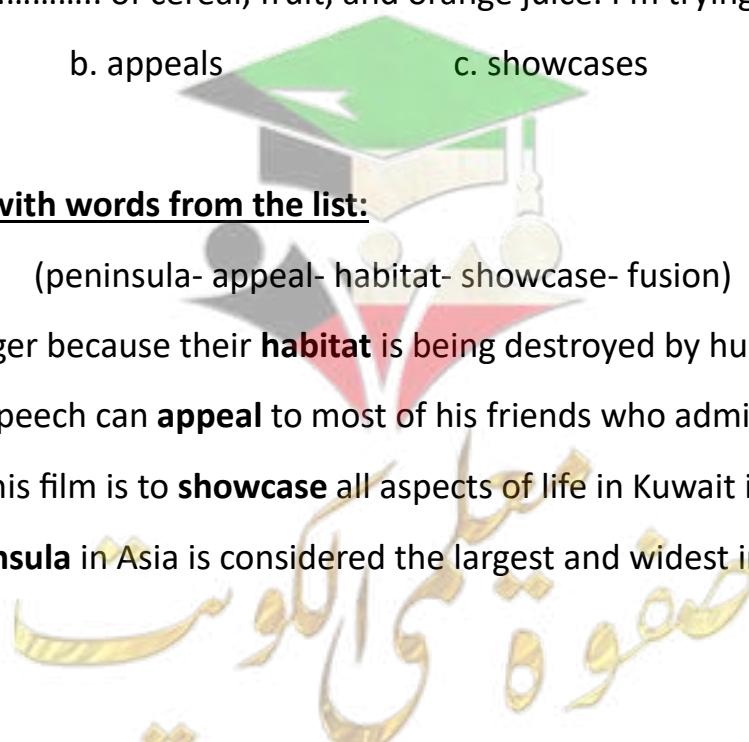 of cereal, fruit, and orange juice. I'm trying
b. appeals c. showcases
with words from the list:
(peninsula- appeal- habitat- showcase- fusion)
ger because their habitat is being destroyed by hu
peech can appeal to most of his friends who admi
his film is to showcase all aspects of life in Kuwait i
nsula in Asia is considered the largest and widest i
صفوة معلمى الكويت